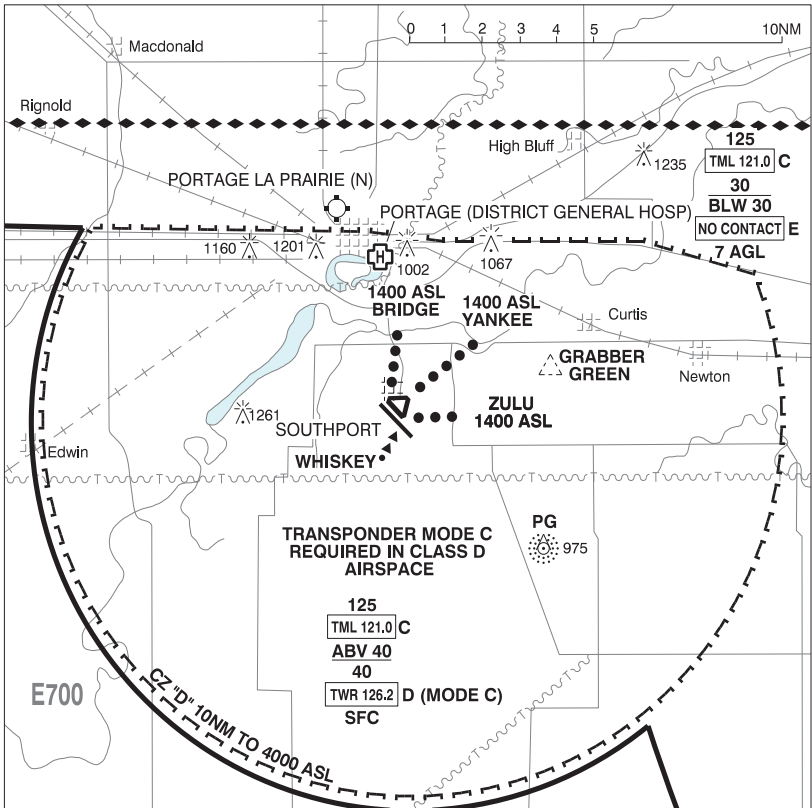 0 1 2 3 4 5 10NM
Macdonald
Rignold
High Bluff
1235
125
TML 121.0 C
30
BLW 30
NO CONTACT E
7 AGL
PORTAGE LA PRAIRIE (N)
PORTAGE (DISTRICT GENERAL HOSP)
1160
1201
H
1002
1067
1400 ASL
BRIDGE
1400 ASL
YANKEE
Curtis
GRABBER
GREEN
Newton
1261
SOUTHPORT
ZULU
1400 ASL
Edwin
WHISKEY
TRANSPONDER MODE C
REQUIRED IN CLASS D
AIRSPACE
PG
975
125
TML 121.0 C
ABV 40
40
TWR 126.2 D (MODE C)
SFC
E700
CZ "D" 10NM TO 4000 ASL